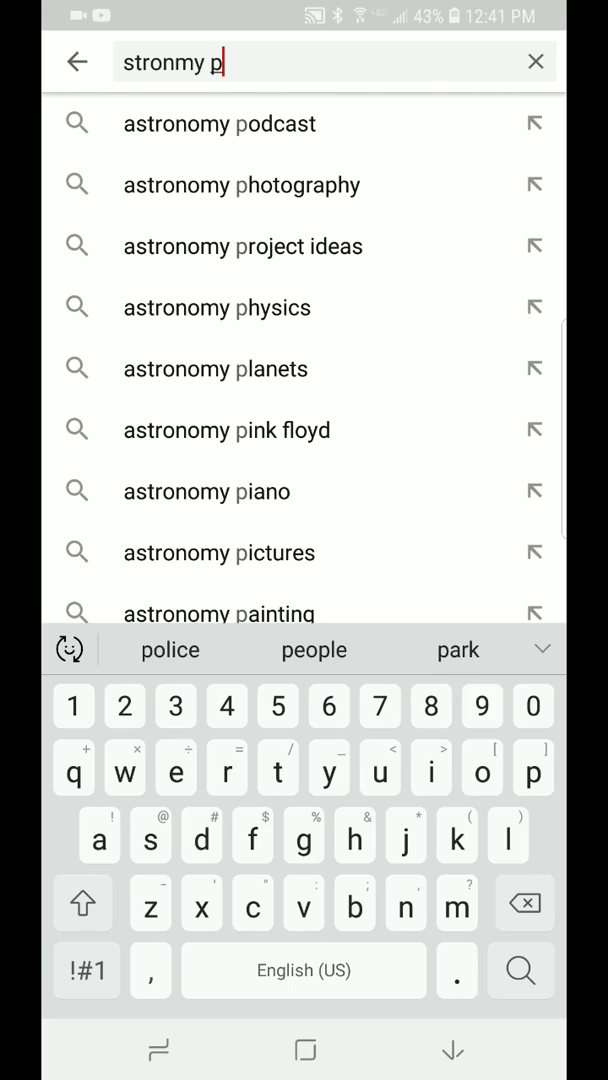 43% 12:41 PM
stronmy p
astronomy podcast
astronomy photography
astronomy project ideas
astronomy physics
astronomy planets
astronomy pink floyd
astronomy piano
astronomy pictures
astronomy painting
police people park
1 2 3 4 5 6 7 8 9 0
+ × ÷ = / _ < > [ ]
q w e r t y u i o p
! @ # $ % & * ( )
a s d f g h j k l
- ' " : ; , ?
z x c v b n m
!#1 , English (US) .